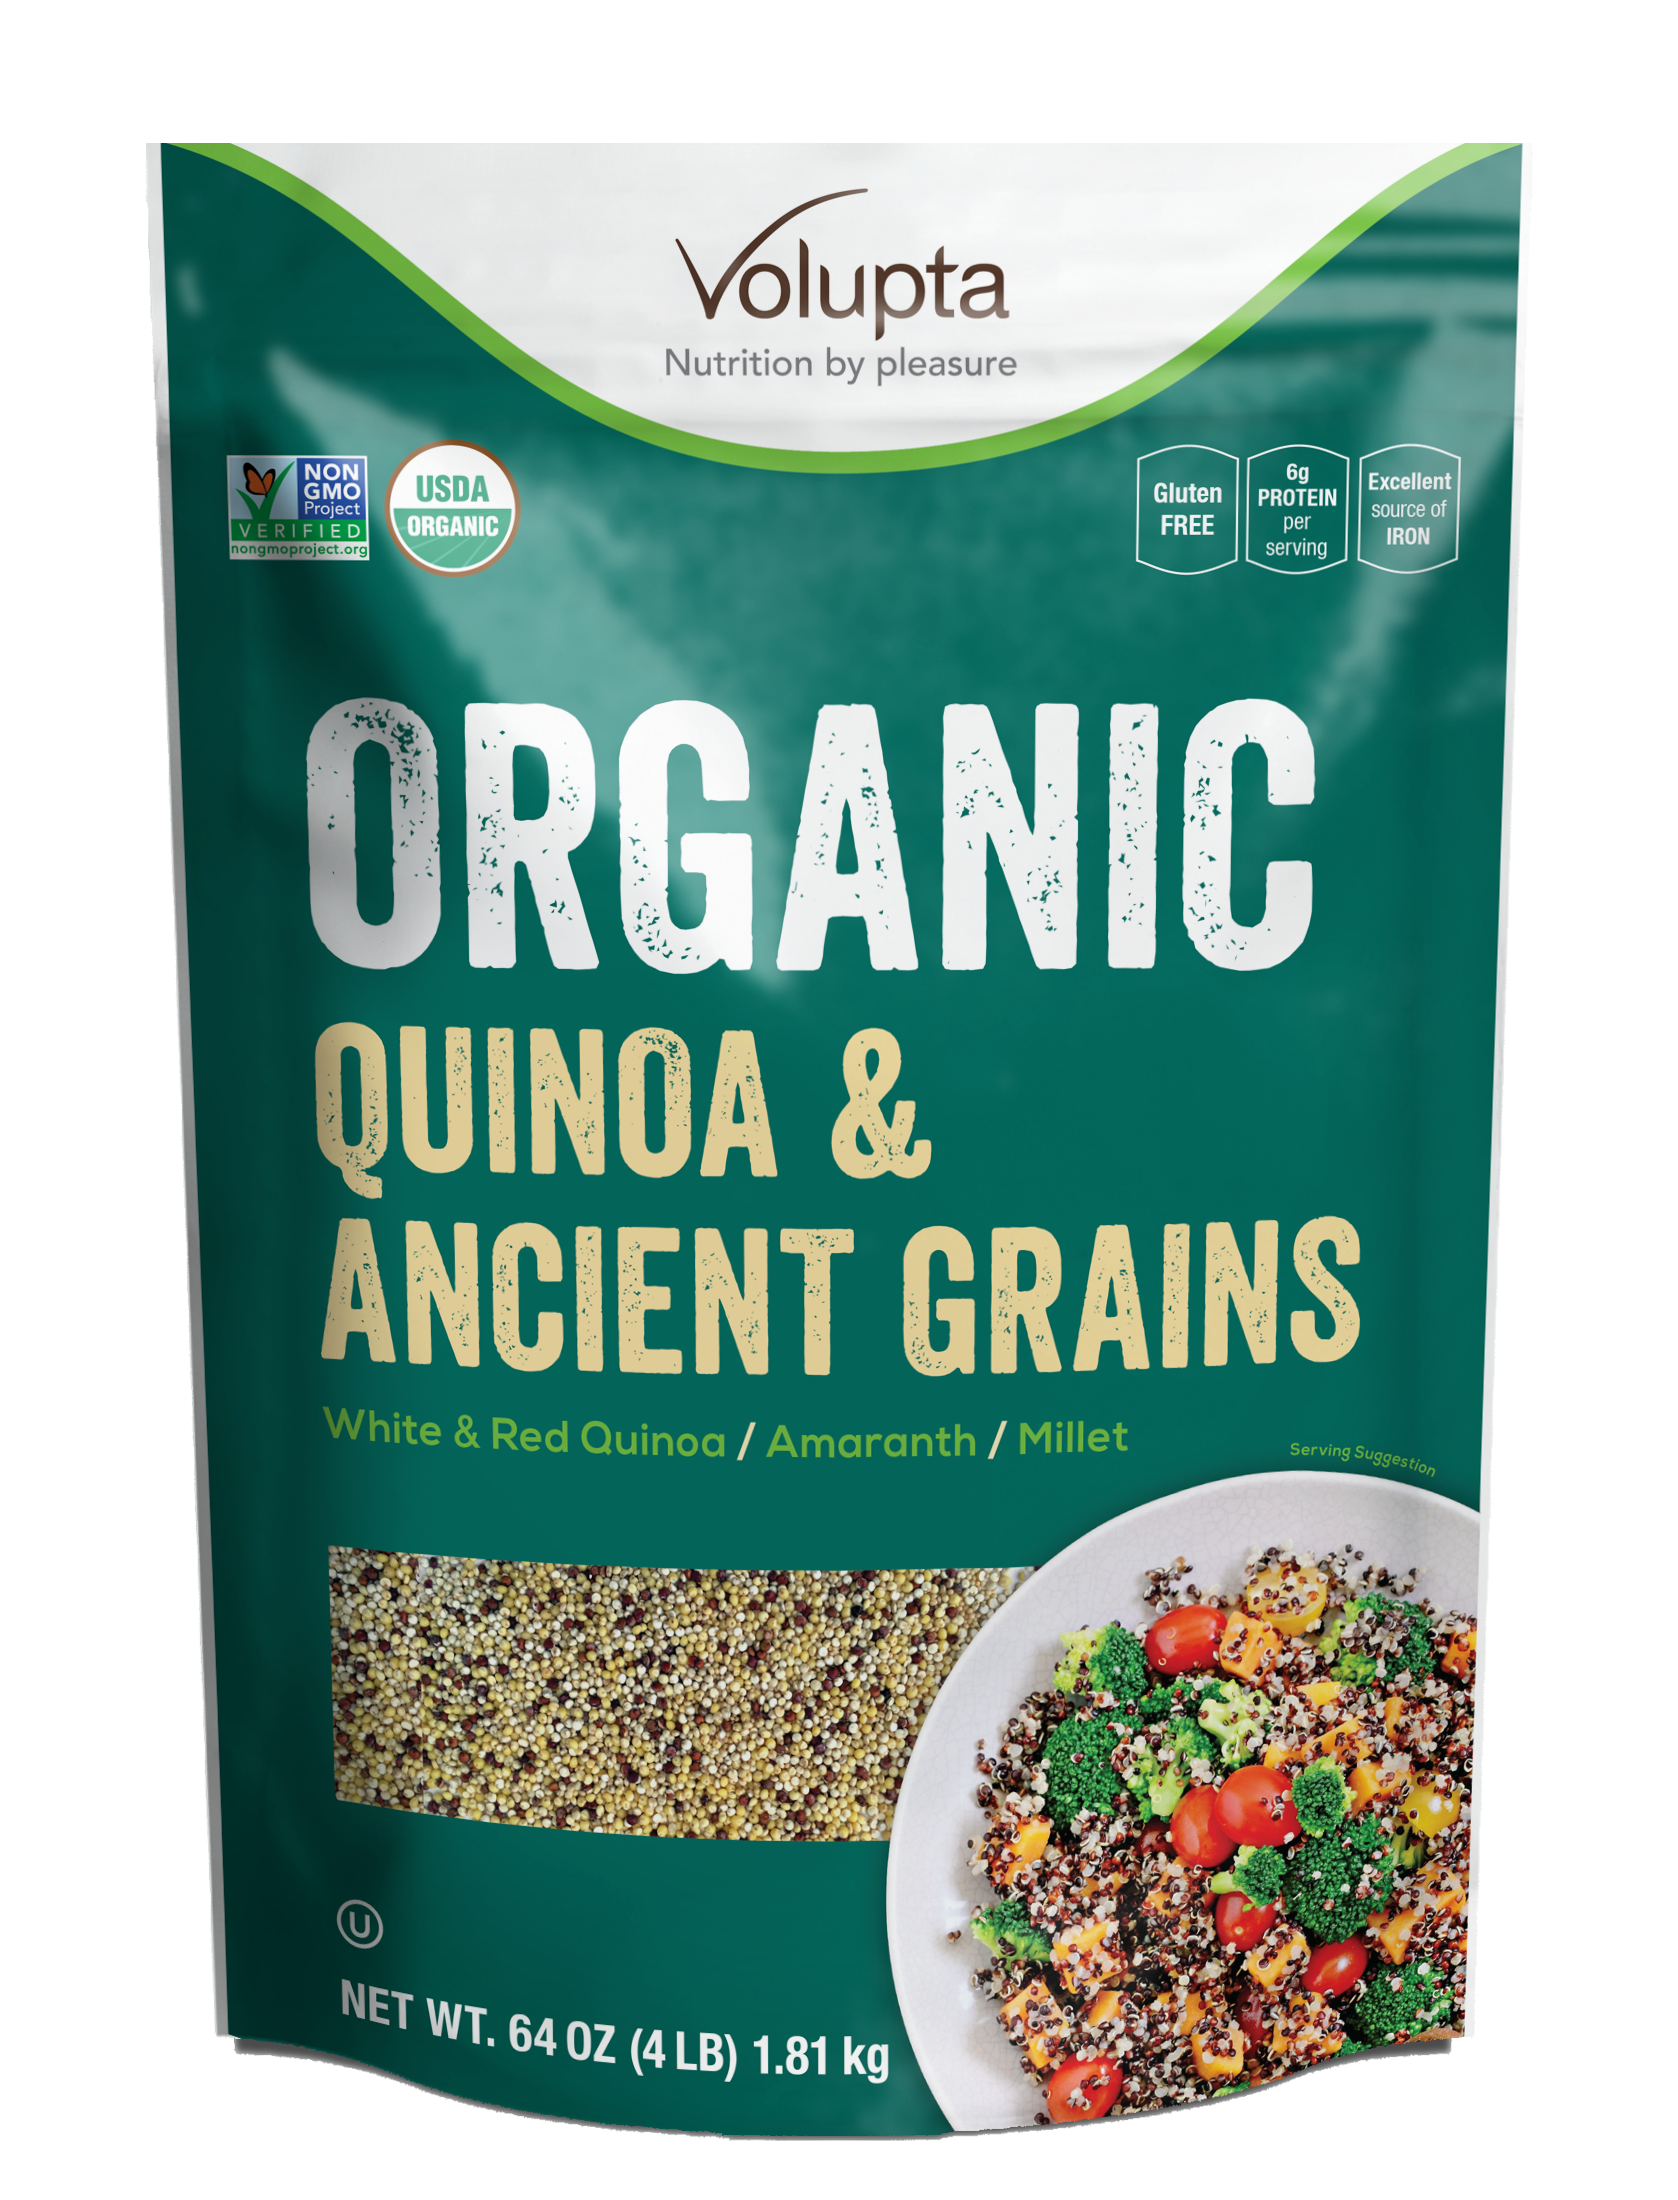 Volupta
Nutrition by pleasure
NON
GMO
Project
VERIFIED
nongmoproject.org
USDA
ORGANIC
Gluten
FREE
6g
PROTEIN
per
serving
Excellent
source of
IRON
ORGANIC
QUINOA &
ANCIENT GRAINS
White & Red Quinoa / Amaranth / Millet
Serving Suggestion
U
NET WT. 64 OZ (4 LB) 1.81 kg